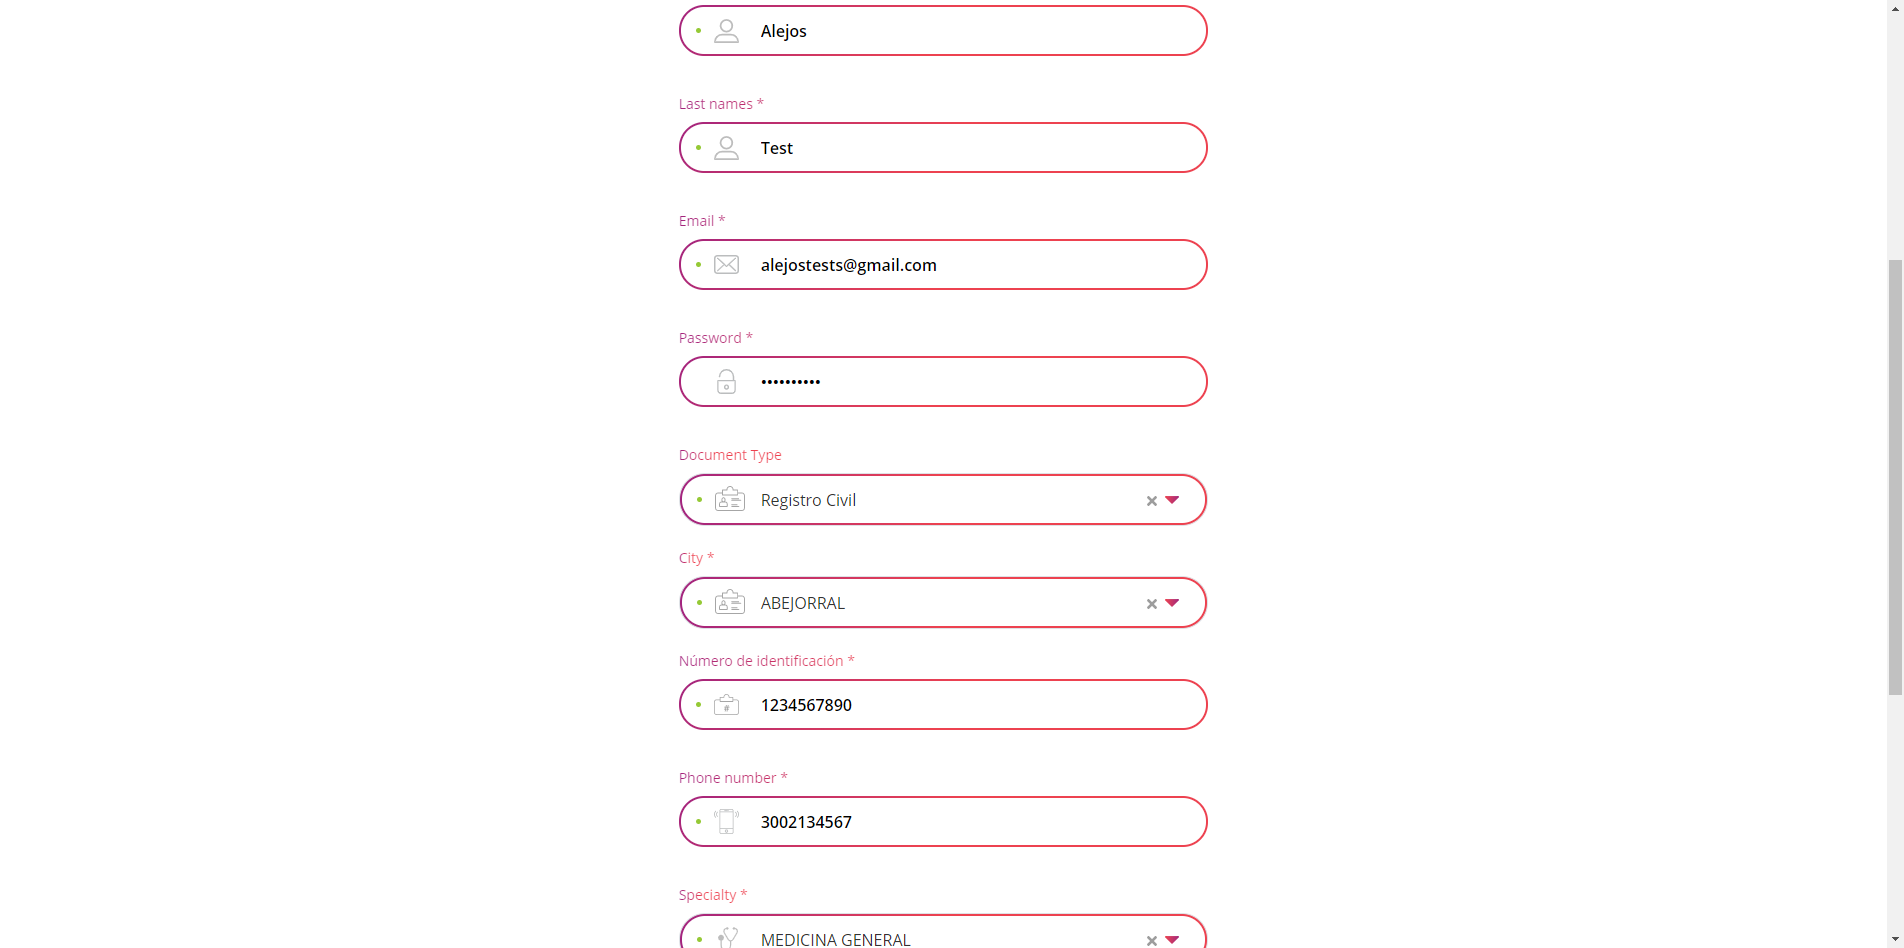 Alejos
Last names *
Test
Email *
alejostests@gmail.com
Password *
••••••••••
Document Type
Registro Civil
City *
ABEJORRAL
Número de identificación *
#
1234567890
Phone number *
3002134567
Specialty *
MEDICINA GENERAL